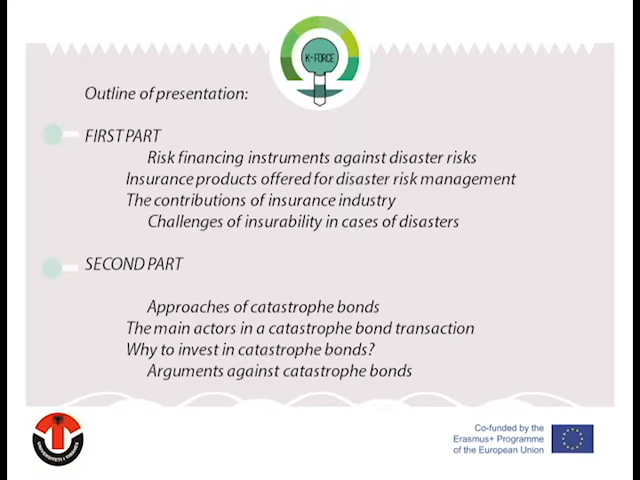 K-FORCE
Outline of presentation:
FIRST PART
Risk financing instruments against disaster risks
Insurance products offered for disaster risk management
The contributions of insurance industry
Challenges of insurability in cases of disasters
SECOND PART
Approaches of catastrophe bonds
The main actors in a catastrophe bond transaction
Why to invest in catastrophe bonds?
Arguments against catastrophe bonds
UNIVERSITETI I TIRANËS
Co-funded by the
Erasmus+ Programme
of the European Union